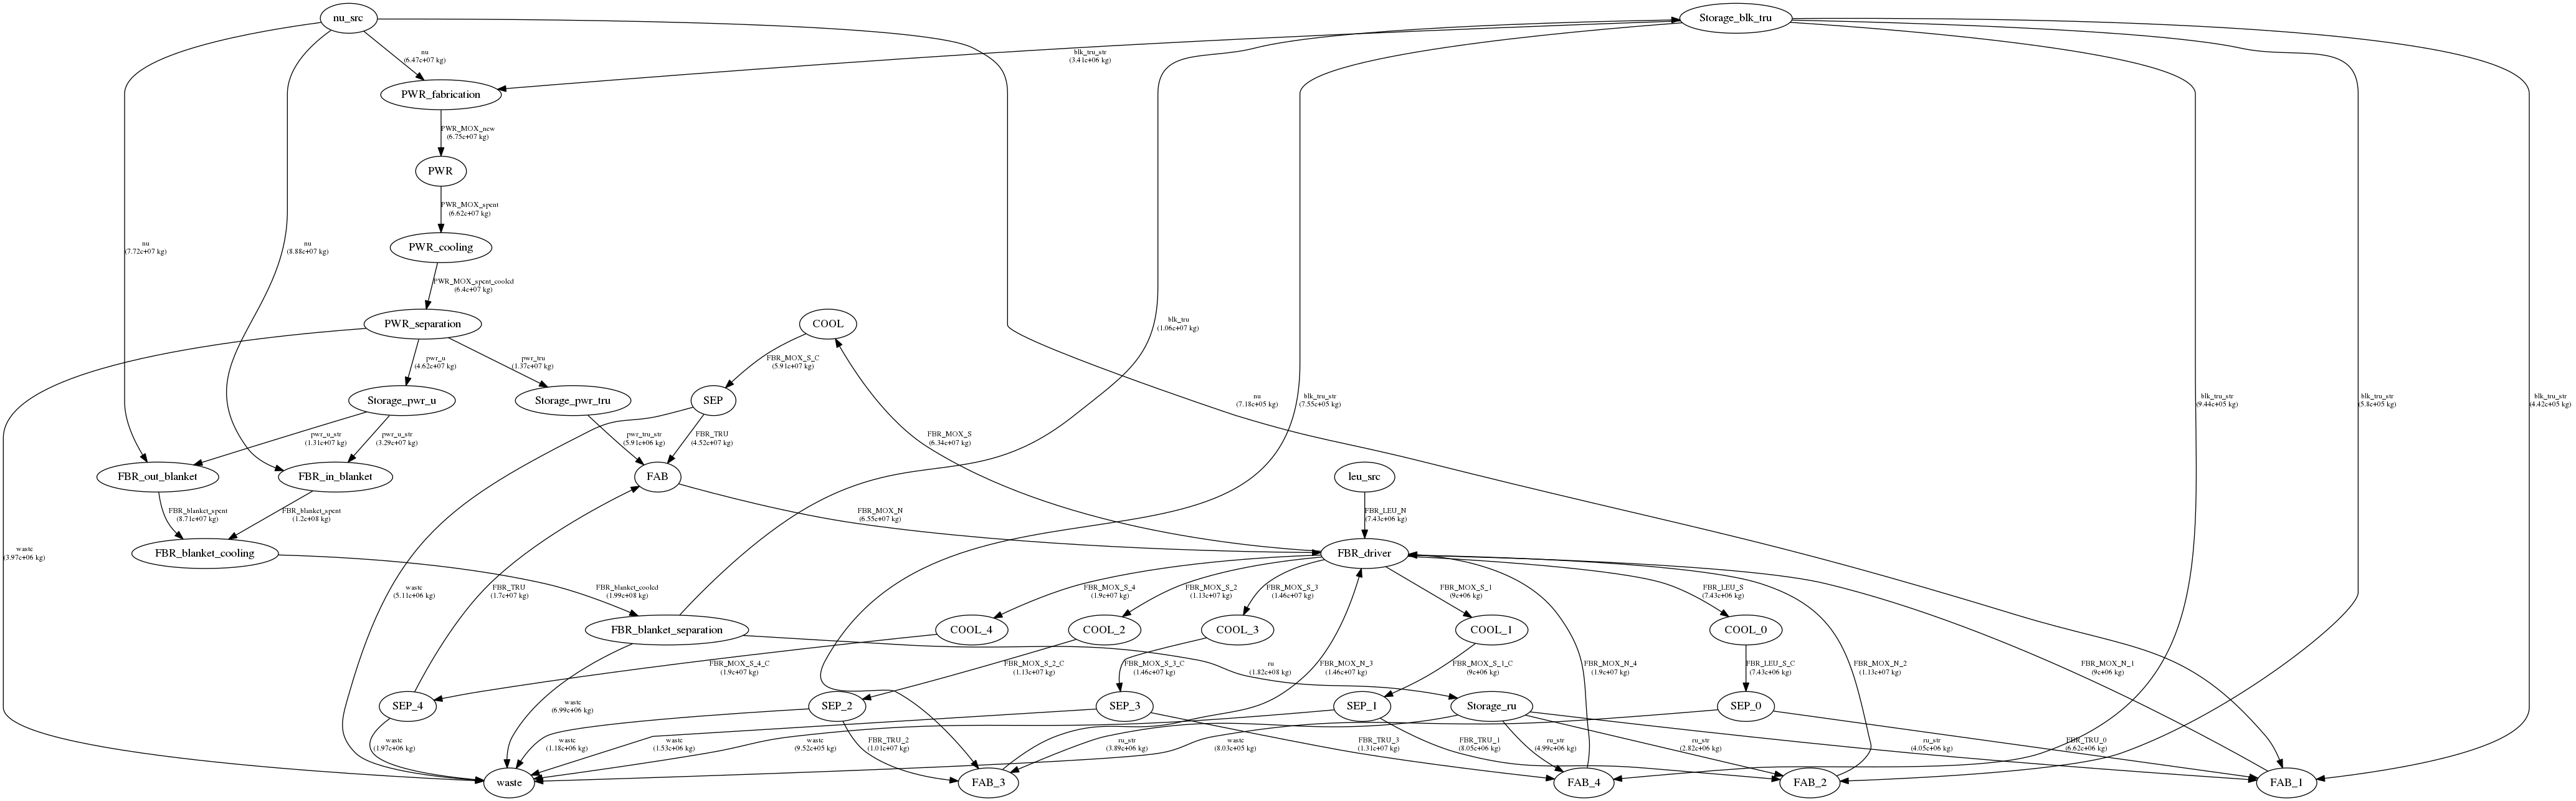 nu_src
Storage_blk_tru
nu
(6.47e+07 kg)
blk_tru_str
(3.41e+06 kg)
PWR_fabrication
PWR_MOX_new
(6.75e+07 kg)
PWR
PWR_MOX_spent
(6.62e+07 kg)
nu
(7.72e+07 kg)
nu
(8.88e+07 kg)
PWR_cooling
PWR_MOX_spent_cooled
(6.4e+07 kg)
PWR_separation
COOL
blk_tru
(1.06e+07 kg)
pwr_u
(4.62e+07 kg)
pwr_tru
(1.37e+07 kg)
FBR_MOX_S_C
(5.91e+07 kg)
Storage_pwr_u
Storage_pwr_tru
SEP
nu
(7.18e+05 kg)
blk_tru_str
(7.55e+05 kg)
blk_tru_str
(9.44e+05 kg)
blk_tru_str
(5.8e+05 kg)
blk_tru_str
(4.42e+05 kg)
pwr_u_str
(1.31e+07 kg)
pwr_u_str
(3.29e+07 kg)
pwr_tru_str
(5.91e+06 kg)
FBR_TRU
(4.52e+07 kg)
FBR_MOX_S
(6.34e+07 kg)
FBR_out_blanket
FBR_in_blanket
FAB
leu_src
FBR_blanket_spent
(8.71e+07 kg)
FBR_blanket_spent
(1.2e+08 kg)
FBR_MOX_N
(6.55e+07 kg)
FBR_LEU_N
(7.43e+06 kg)
waste
(3.97e+06 kg)
FBR_blanket_cooling
FBR_driver
waste
(5.11e+06 kg)
FBR_TRU
(1.7e+07 kg)
FBR_blanket_cooled
(1.99e+08 kg)
FBR_MOX_S_4
(1.9e+07 kg)
FBR_MOX_S_2
(1.13e+07 kg)
FBR_MOX_S_3
(1.46e+07 kg)
FBR_MOX_S_1
(9e+06 kg)
FBR_LEU_S
(7.43e+06 kg)
FBR_blanket_separation
COOL_4
COOL_2
COOL_3
COOL_1
COOL_0
FBR_MOX_S_4_C
(1.9e+07 kg)
FBR_MOX_S_2_C
(1.13e+07 kg)
FBR_MOX_S_3_C
(1.46e+07 kg)
ru
(1.82e+08 kg)
FBR_MOX_N_3
(1.46e+07 kg)
FBR_MOX_S_1_C
(9e+06 kg)
FBR_MOX_N_4
(1.9e+07 kg)
FBR_LEU_S_C
(7.43e+06 kg)
FBR_MOX_N_2
(1.13e+07 kg)
FBR_MOX_N_1
(9e+06 kg)
SEP_4
SEP_2
SEP_3
SEP_1
Storage_ru
SEP_0
waste
(6.99e+06 kg)
waste
(1.97e+06 kg)
waste
(1.18e+06 kg)
waste
(1.53e+06 kg)
waste
(9.52e+05 kg)
FBR_TRU_2
(1.01e+07 kg)
ru_str
(3.89e+06 kg)
waste
(8.03e+05 kg)
FBR_TRU_3
(1.31e+07 kg)
FBR_TRU_1
(8.05e+06 kg)
ru_str
(4.99e+06 kg)
ru_str
(2.82e+06 kg)
ru_str
(4.05e+06 kg)
FBR_TRU_0
(6.62e+06 kg)
waste
FAB_3
FAB_4
FAB_2
FAB_1